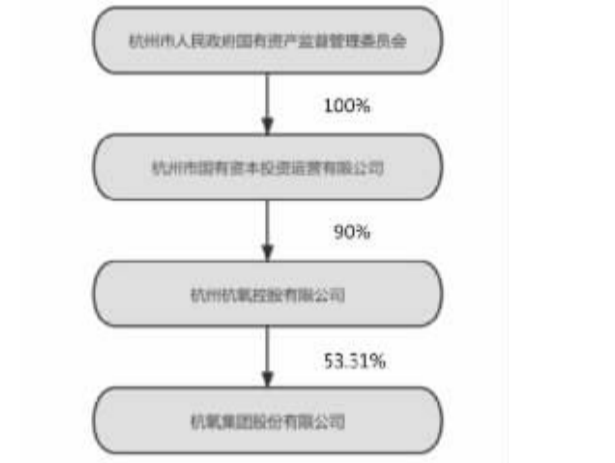 杭州市人民政府国有资产监督管理委员会
100%
杭州市国有资本投资运营有限公司
90%
杭州杭氧控股有限公司
53.31%
杭氧集团股份有限公司